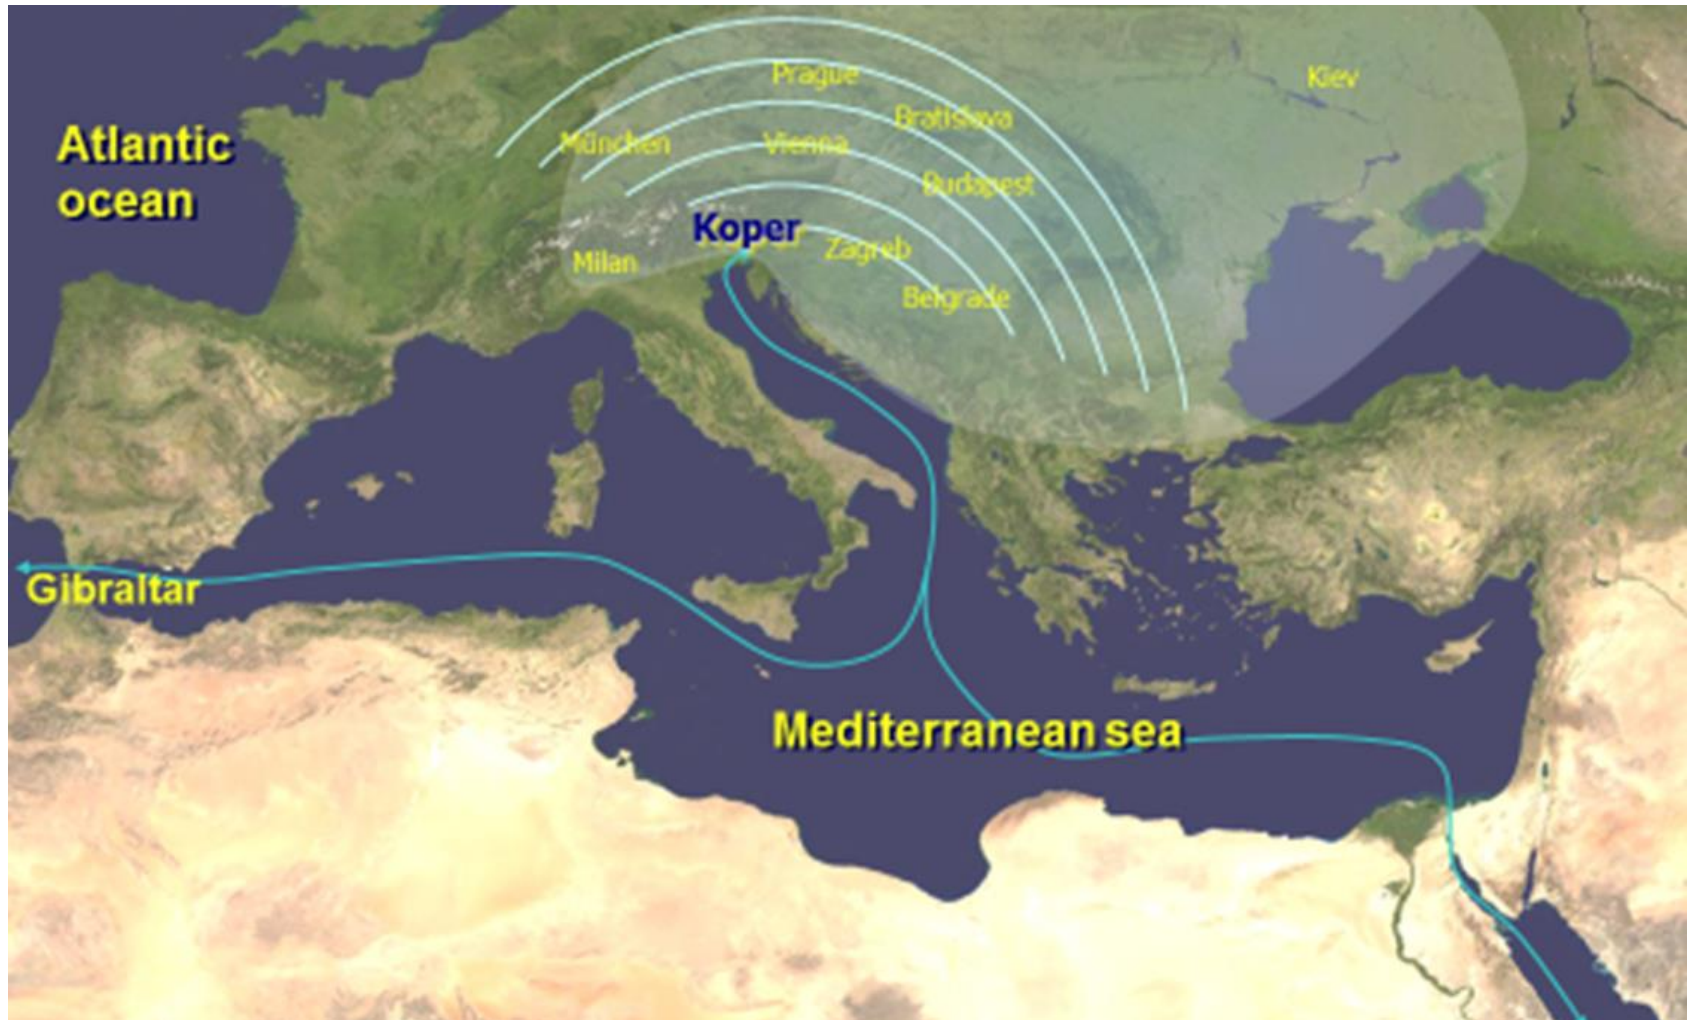 Prague
Kiev
Bratislava
Atlantic
ocean
München
Vienna
Budapest
Koper
Zagreb
Milan
Belgrade
Gibraltar
Mediterranean sea